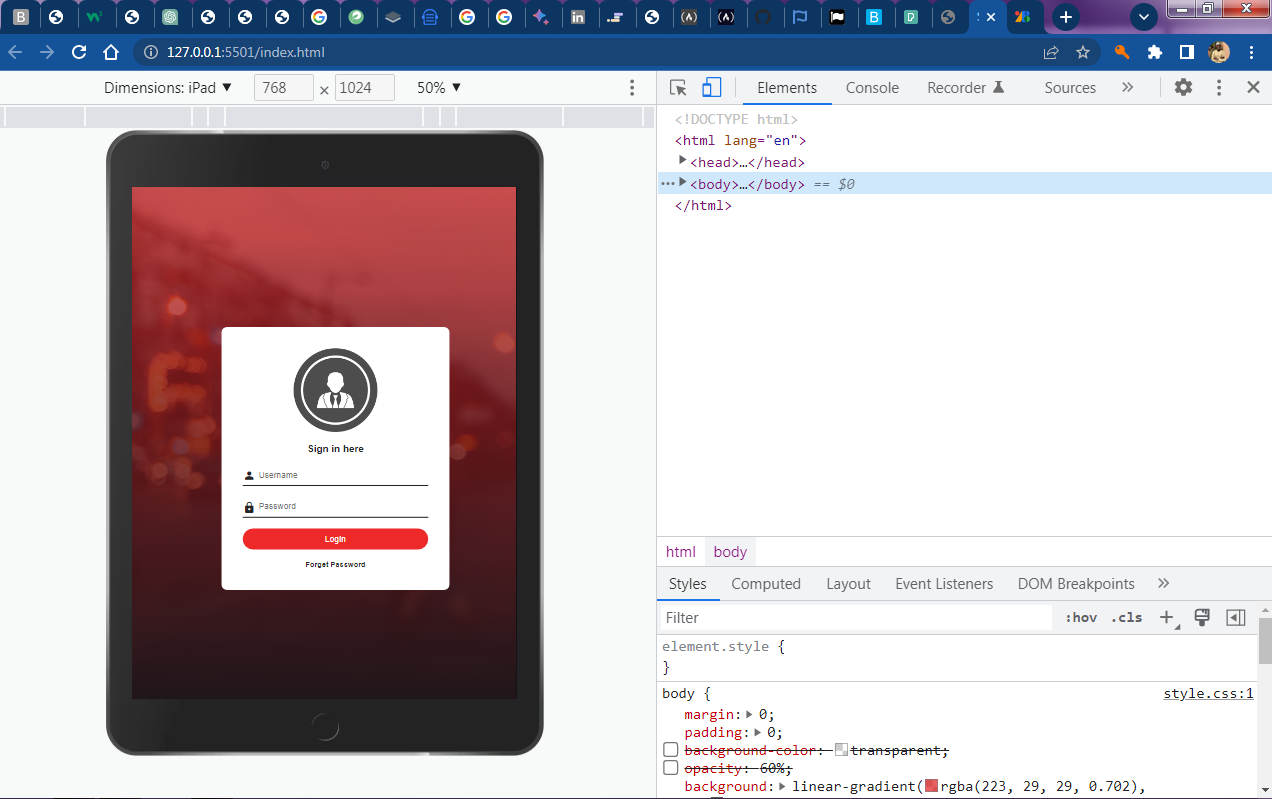 127.0.0.1:5501/index.html
Dimensions: iPad ▼ 768 × 1024 50% ▼
Elements Console Recorder Sources »
<!DOCTYPE html>
<html lang="en">
▶<head>…</head>
…▶<body>…</body> == $0
</html>
Sign in here
Username
Password
Login
Forget Password
html body
Styles Computed Layout Event Listeners DOM Breakpoints »
Filter :hov .cls +
element.style {
}
body { style.css:1
margin:▶ 0;
padding:▶ 0;
background-color: transparent;
opacity: 60%;
background:▶ linear-gradient(rgba(223, 29, 29, 0.702),